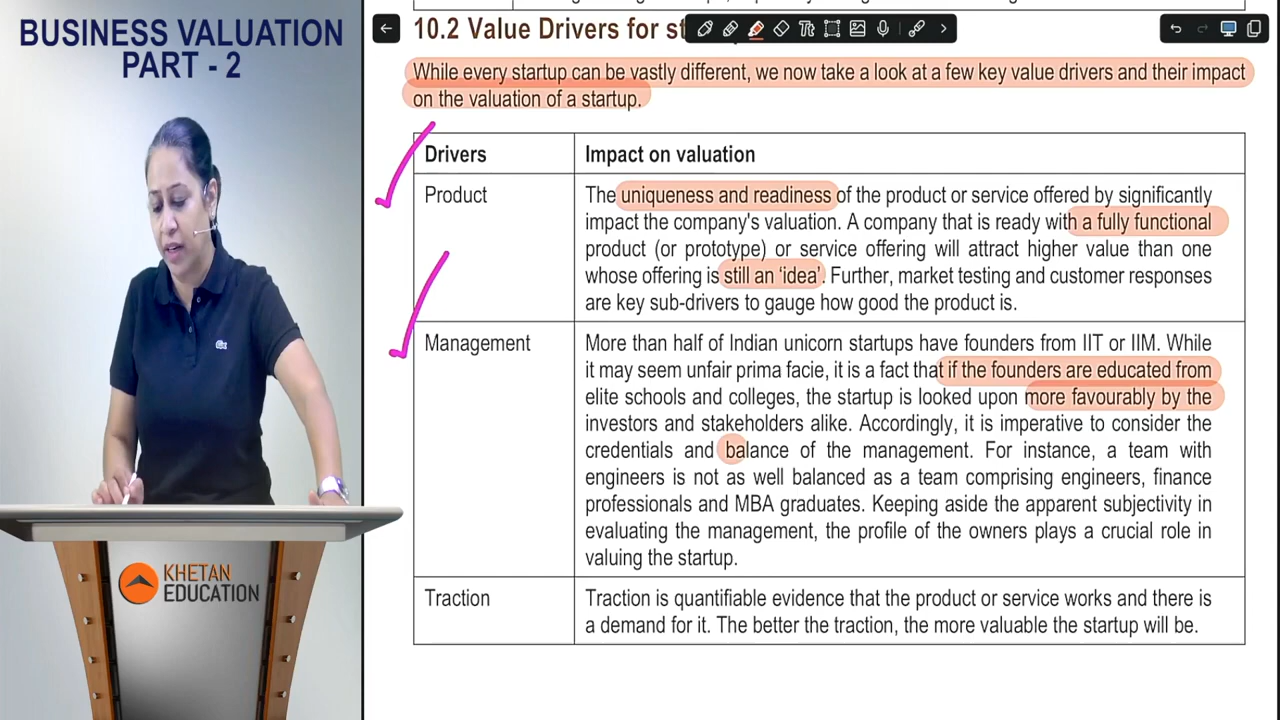 BUSINESS VALUATION
PART - 2
10.2 Value Drivers for
While every startup can be vastly different, we now take a look at a few key value drivers and their impact
on the valuation of a startup.
Drivers
Impact on valuation
Product
The uniqueness and readiness of the product or service offered by significantly
impact the company's valuation. A company that is ready with a fully functional
product (or prototype) or service offering will attract higher value than one
whose offering is still an 'idea'. Further, market testing and customer responses
are key sub-drivers to gauge how good the product is.
Management
More than half of Indian unicorn startups have founders from IIT or IIM. While
it may seem unfair prima facie, it is a fact that if the founders are educated from
elite schools and colleges, the startup is looked upon more favourably by the
investors and stakeholders alike. Accordingly, it is imperative to consider the
credentials and balance of the management. For instance, a team with
engineers is not as well balanced as a team comprising engineers, finance
professionals and MBA graduates. Keeping aside the apparent subjectivity in
evaluating the management, the profile of the owners plays a crucial role in
valuing the startup.
Traction
Traction is quantifiable evidence that the product or service works and there is
a demand for it. The better the traction, the more valuable the startup will be.
KHETAN
EDUCATION